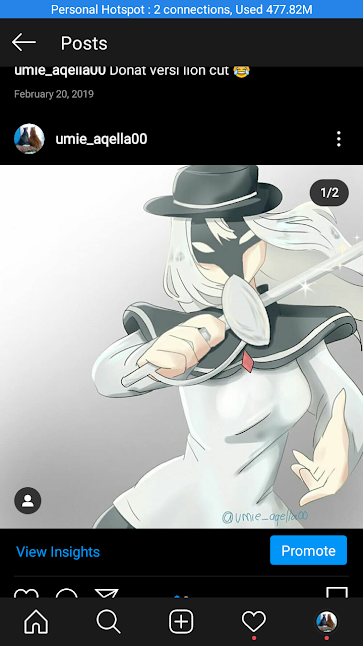 Personal Hotspot : 2 connections, Used 477.82M
Posts
umie_aqella00 Donat versi lion cut 😂
February 20, 2019
umie_aqella00
1/2
@umie_aqella00
View Insights
Promote